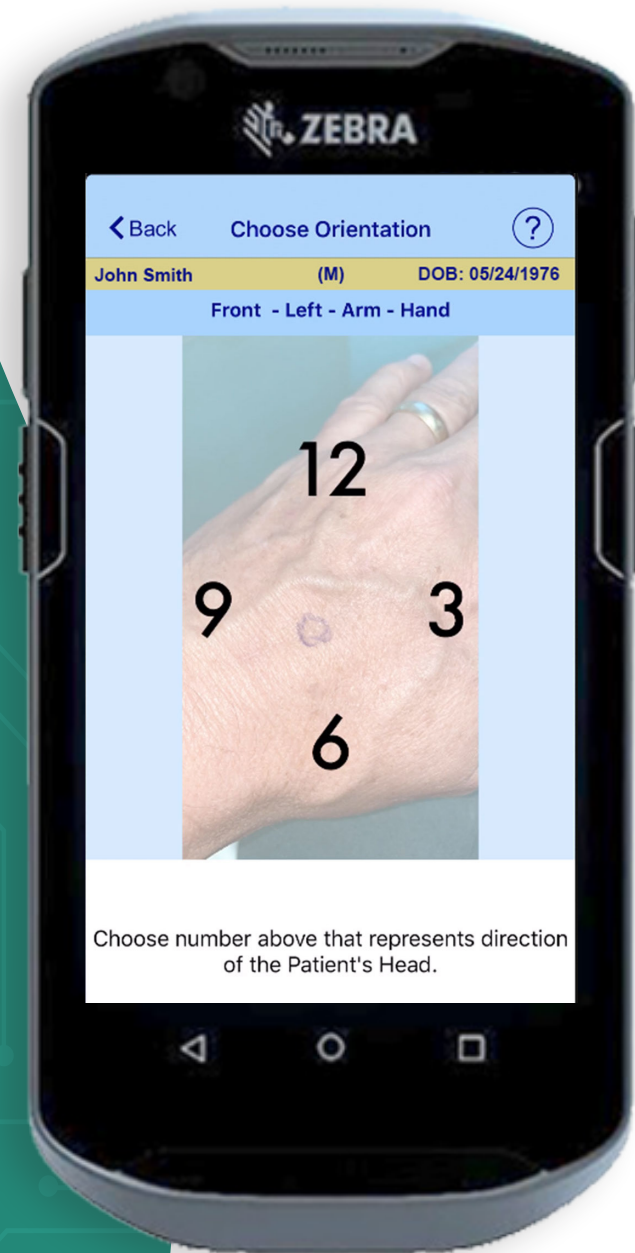 ZEBRA
Back Choose Orientation ?
John Smith (M) DOB: 05/24/1976
Front - Left - Arm - Hand
12
9 3
6
Choose number above that represents direction
of the Patient's Head.